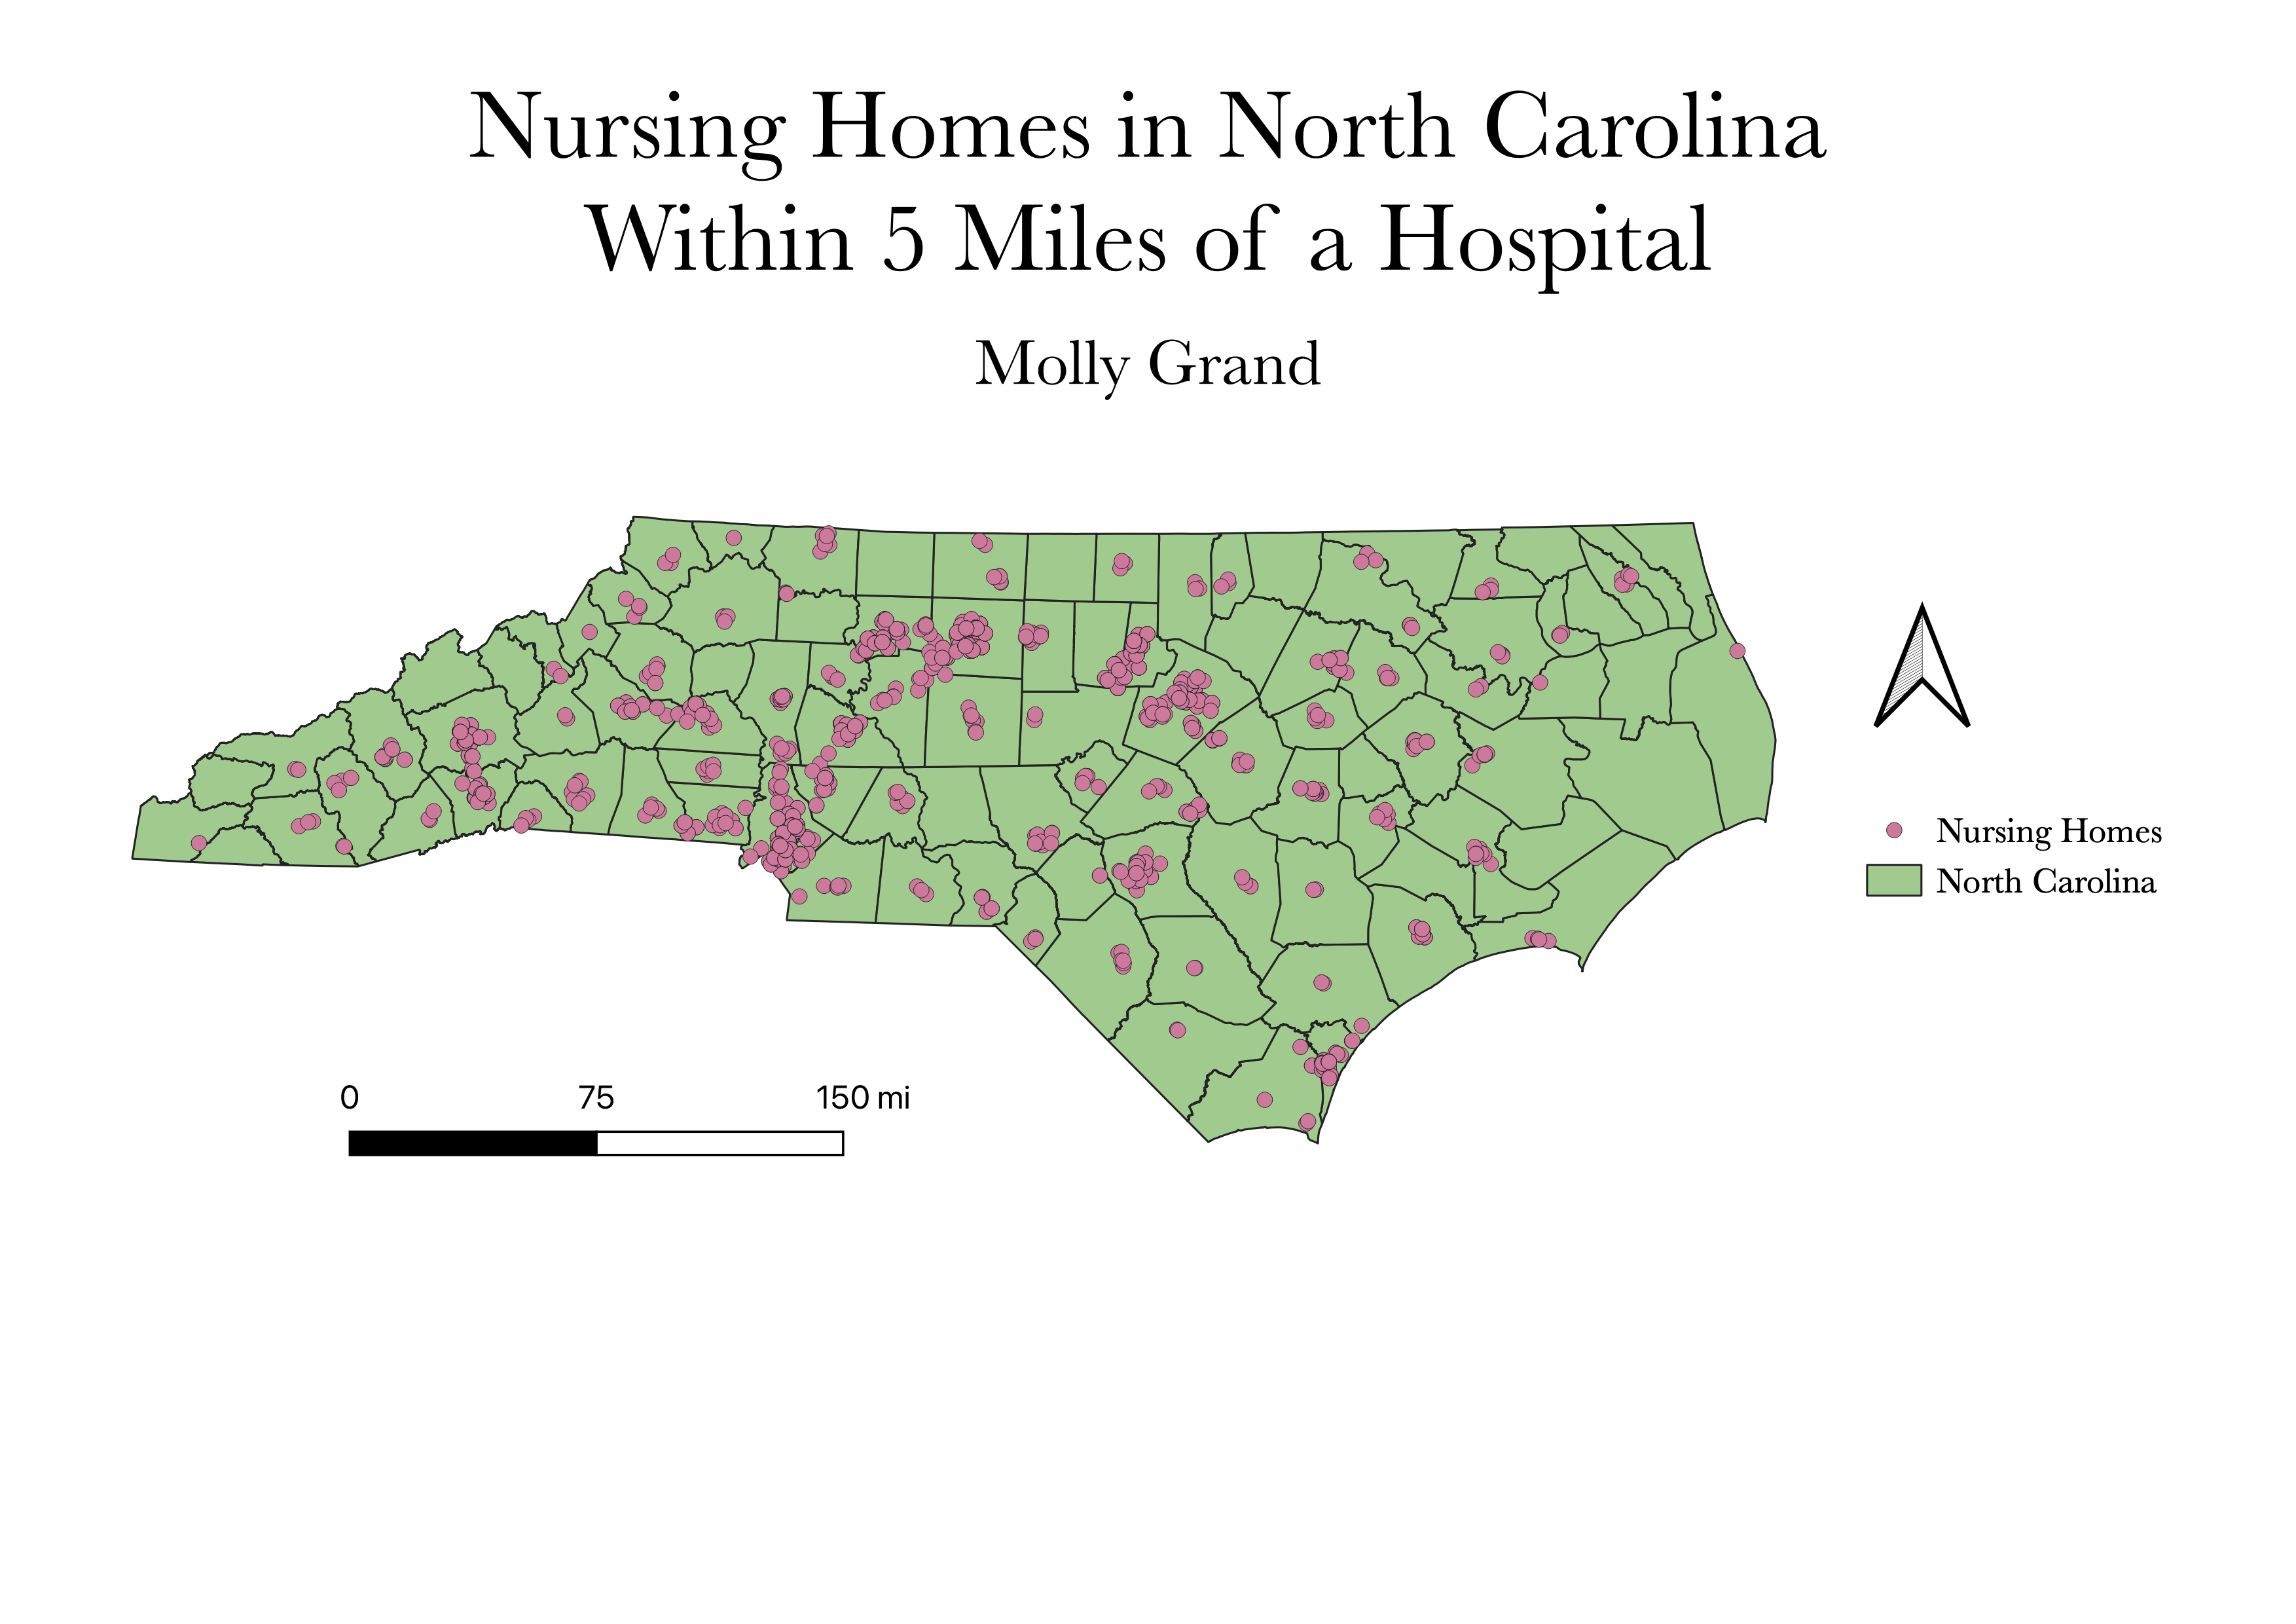 Nursing Homes in North Carolina
Within 5 Miles of a Hospital
Molly Grand
Nursing Homes
North Carolina
0 75 150 mi